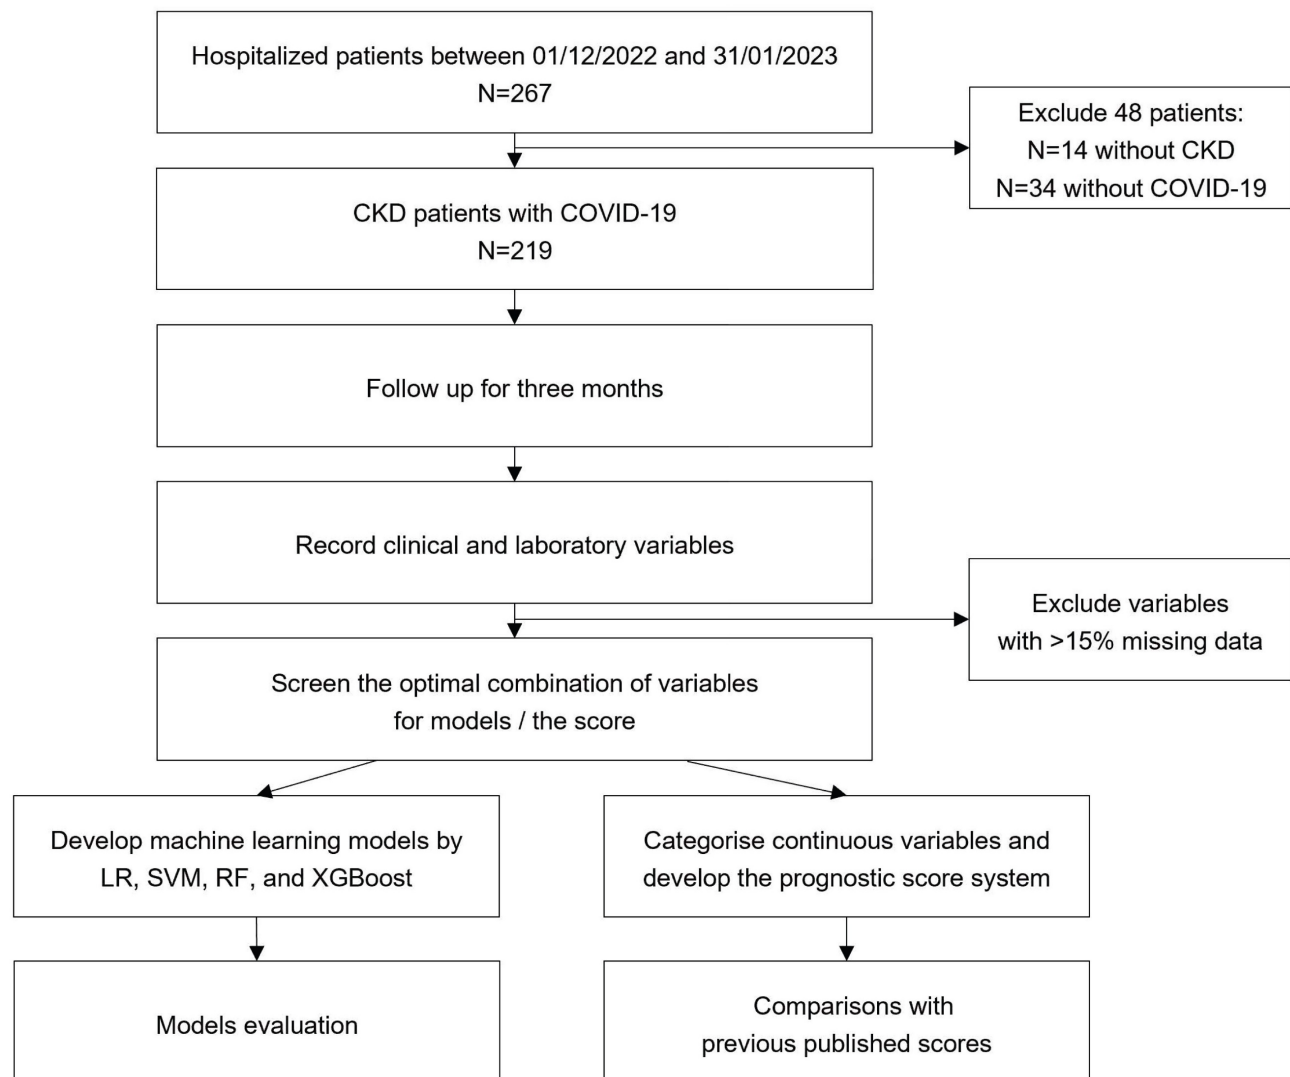 Hospitalized patients between 01/12/2022 and 31/01/2023
N=267
Exclude 48 patients:
N=14 without CKD
N=34 without COVID-19
CKD patients with COVID-19
N=219
Follow up for three months
Record clinical and laboratory variables
Exclude variables
with >15% missing data
Screen the optimal combination of variables
for models / the score
Develop machine learning models by
LR, SVM, RF, and XGBoost
Categorise continuous variables and
develop the prognostic score system
Models evaluation
Comparisons with
previous published scores